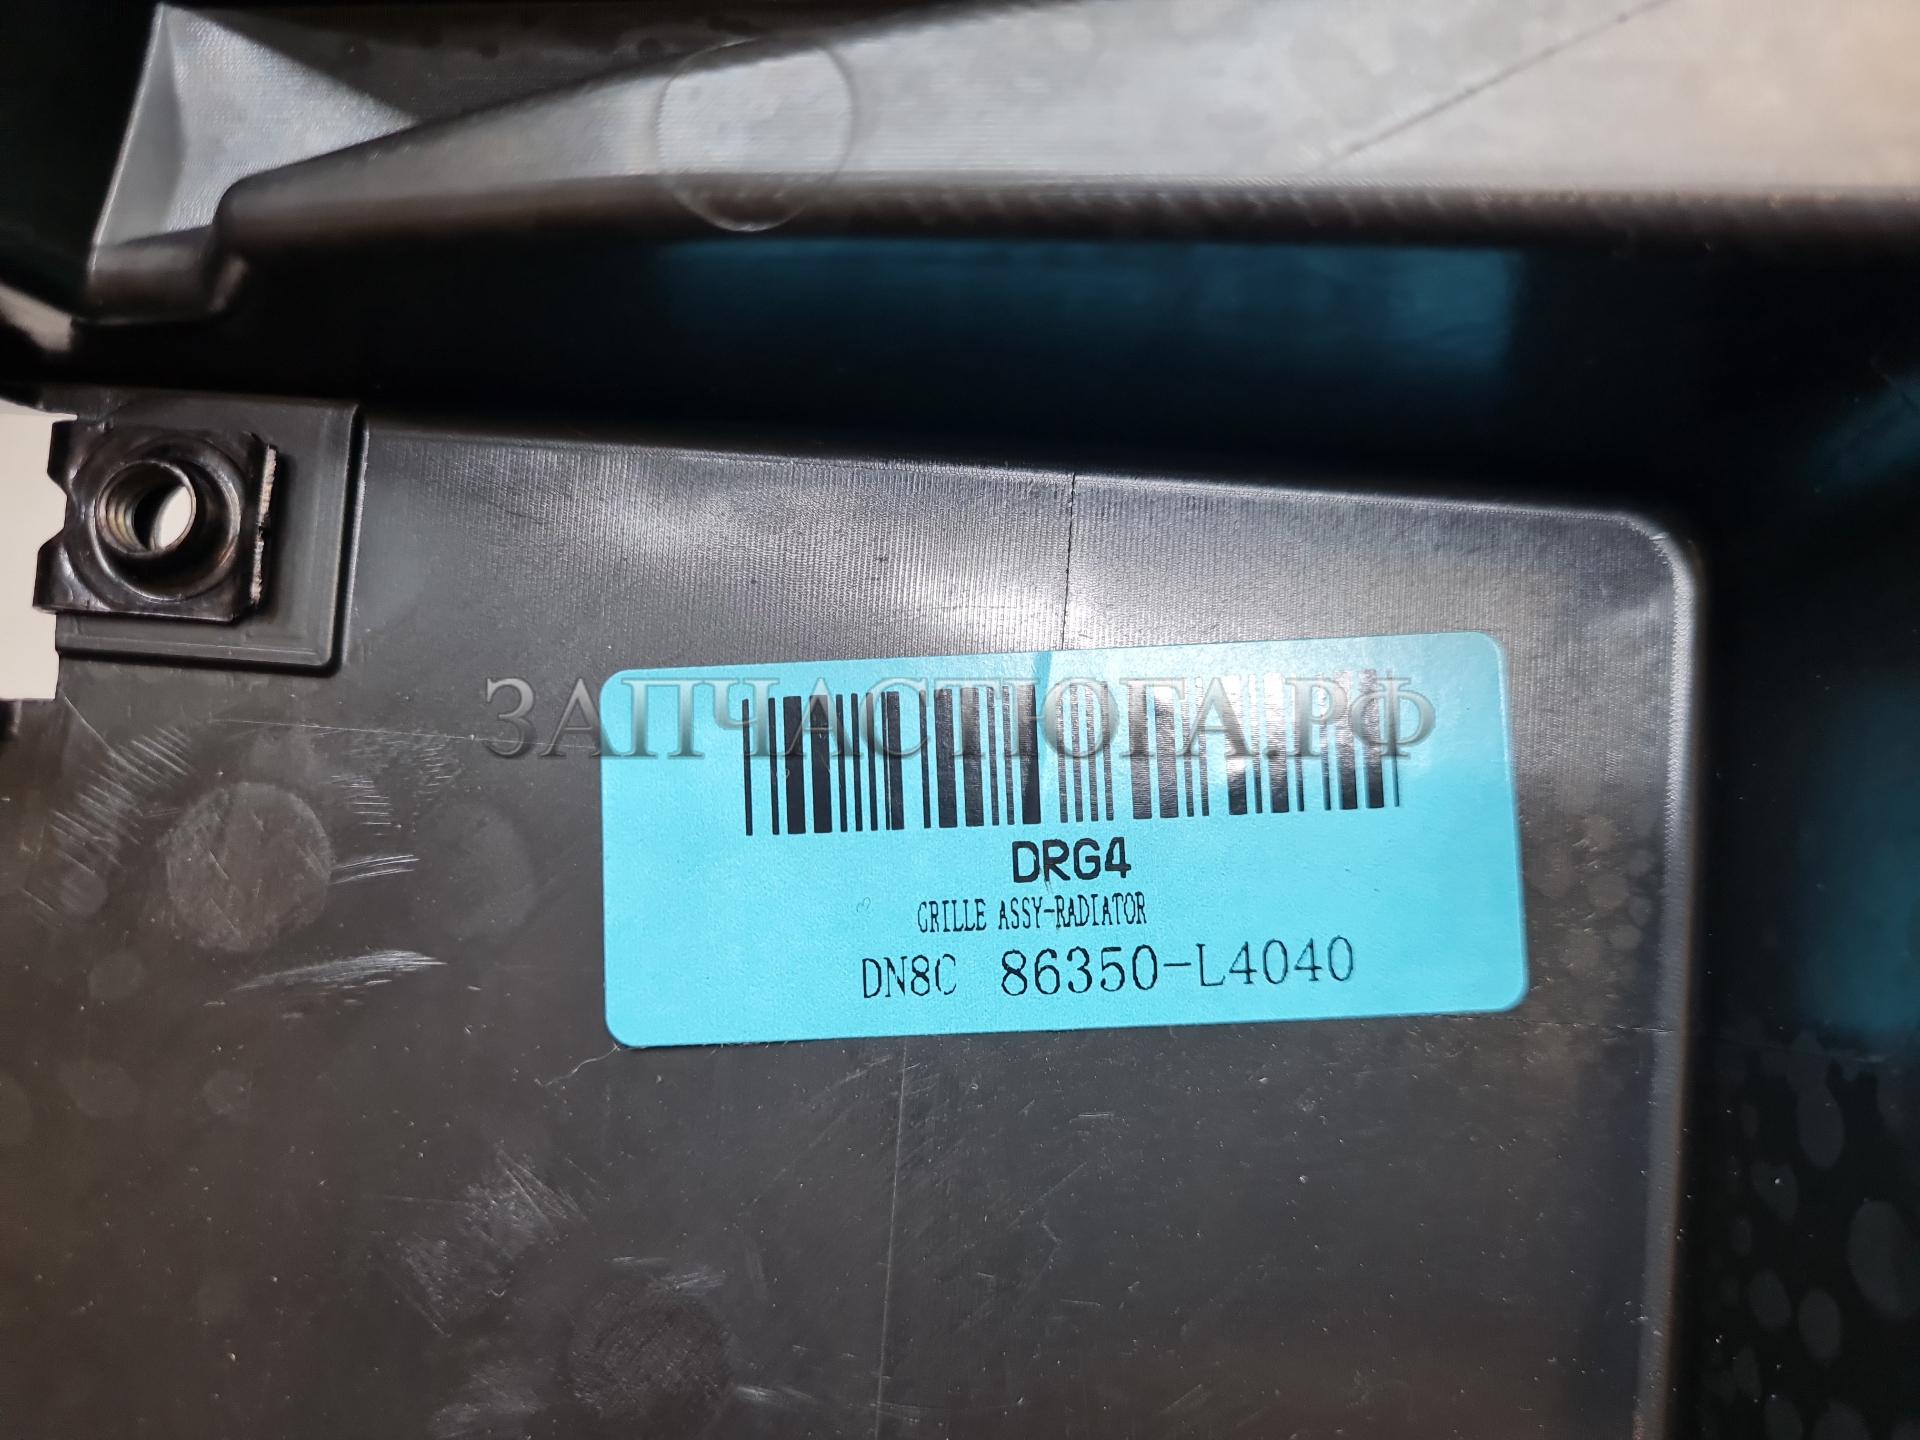 ЗАПЧАСТЮГА.РФ
DRG4
GRILLE ASSY-RADIATOR
DN8C 86350-L4040